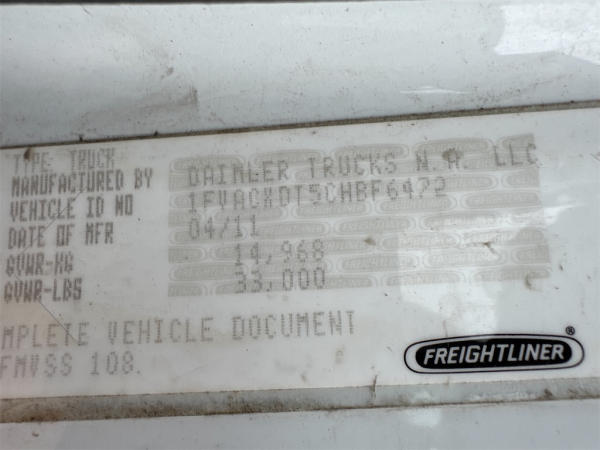 TYPE: TRUCK
MANUFACTURED BY DAIMLER TRUCKS N.A. LLC
VEHICLE ID NO 1FVACXDT5CHBF6472
DATE OF MFR 04/11
GVWR-KG 14,968
GVWR-LBS 33,000
MPLETE VEHICLE DOCUMENT
FMVSS 108.
FREIGHTLINER®